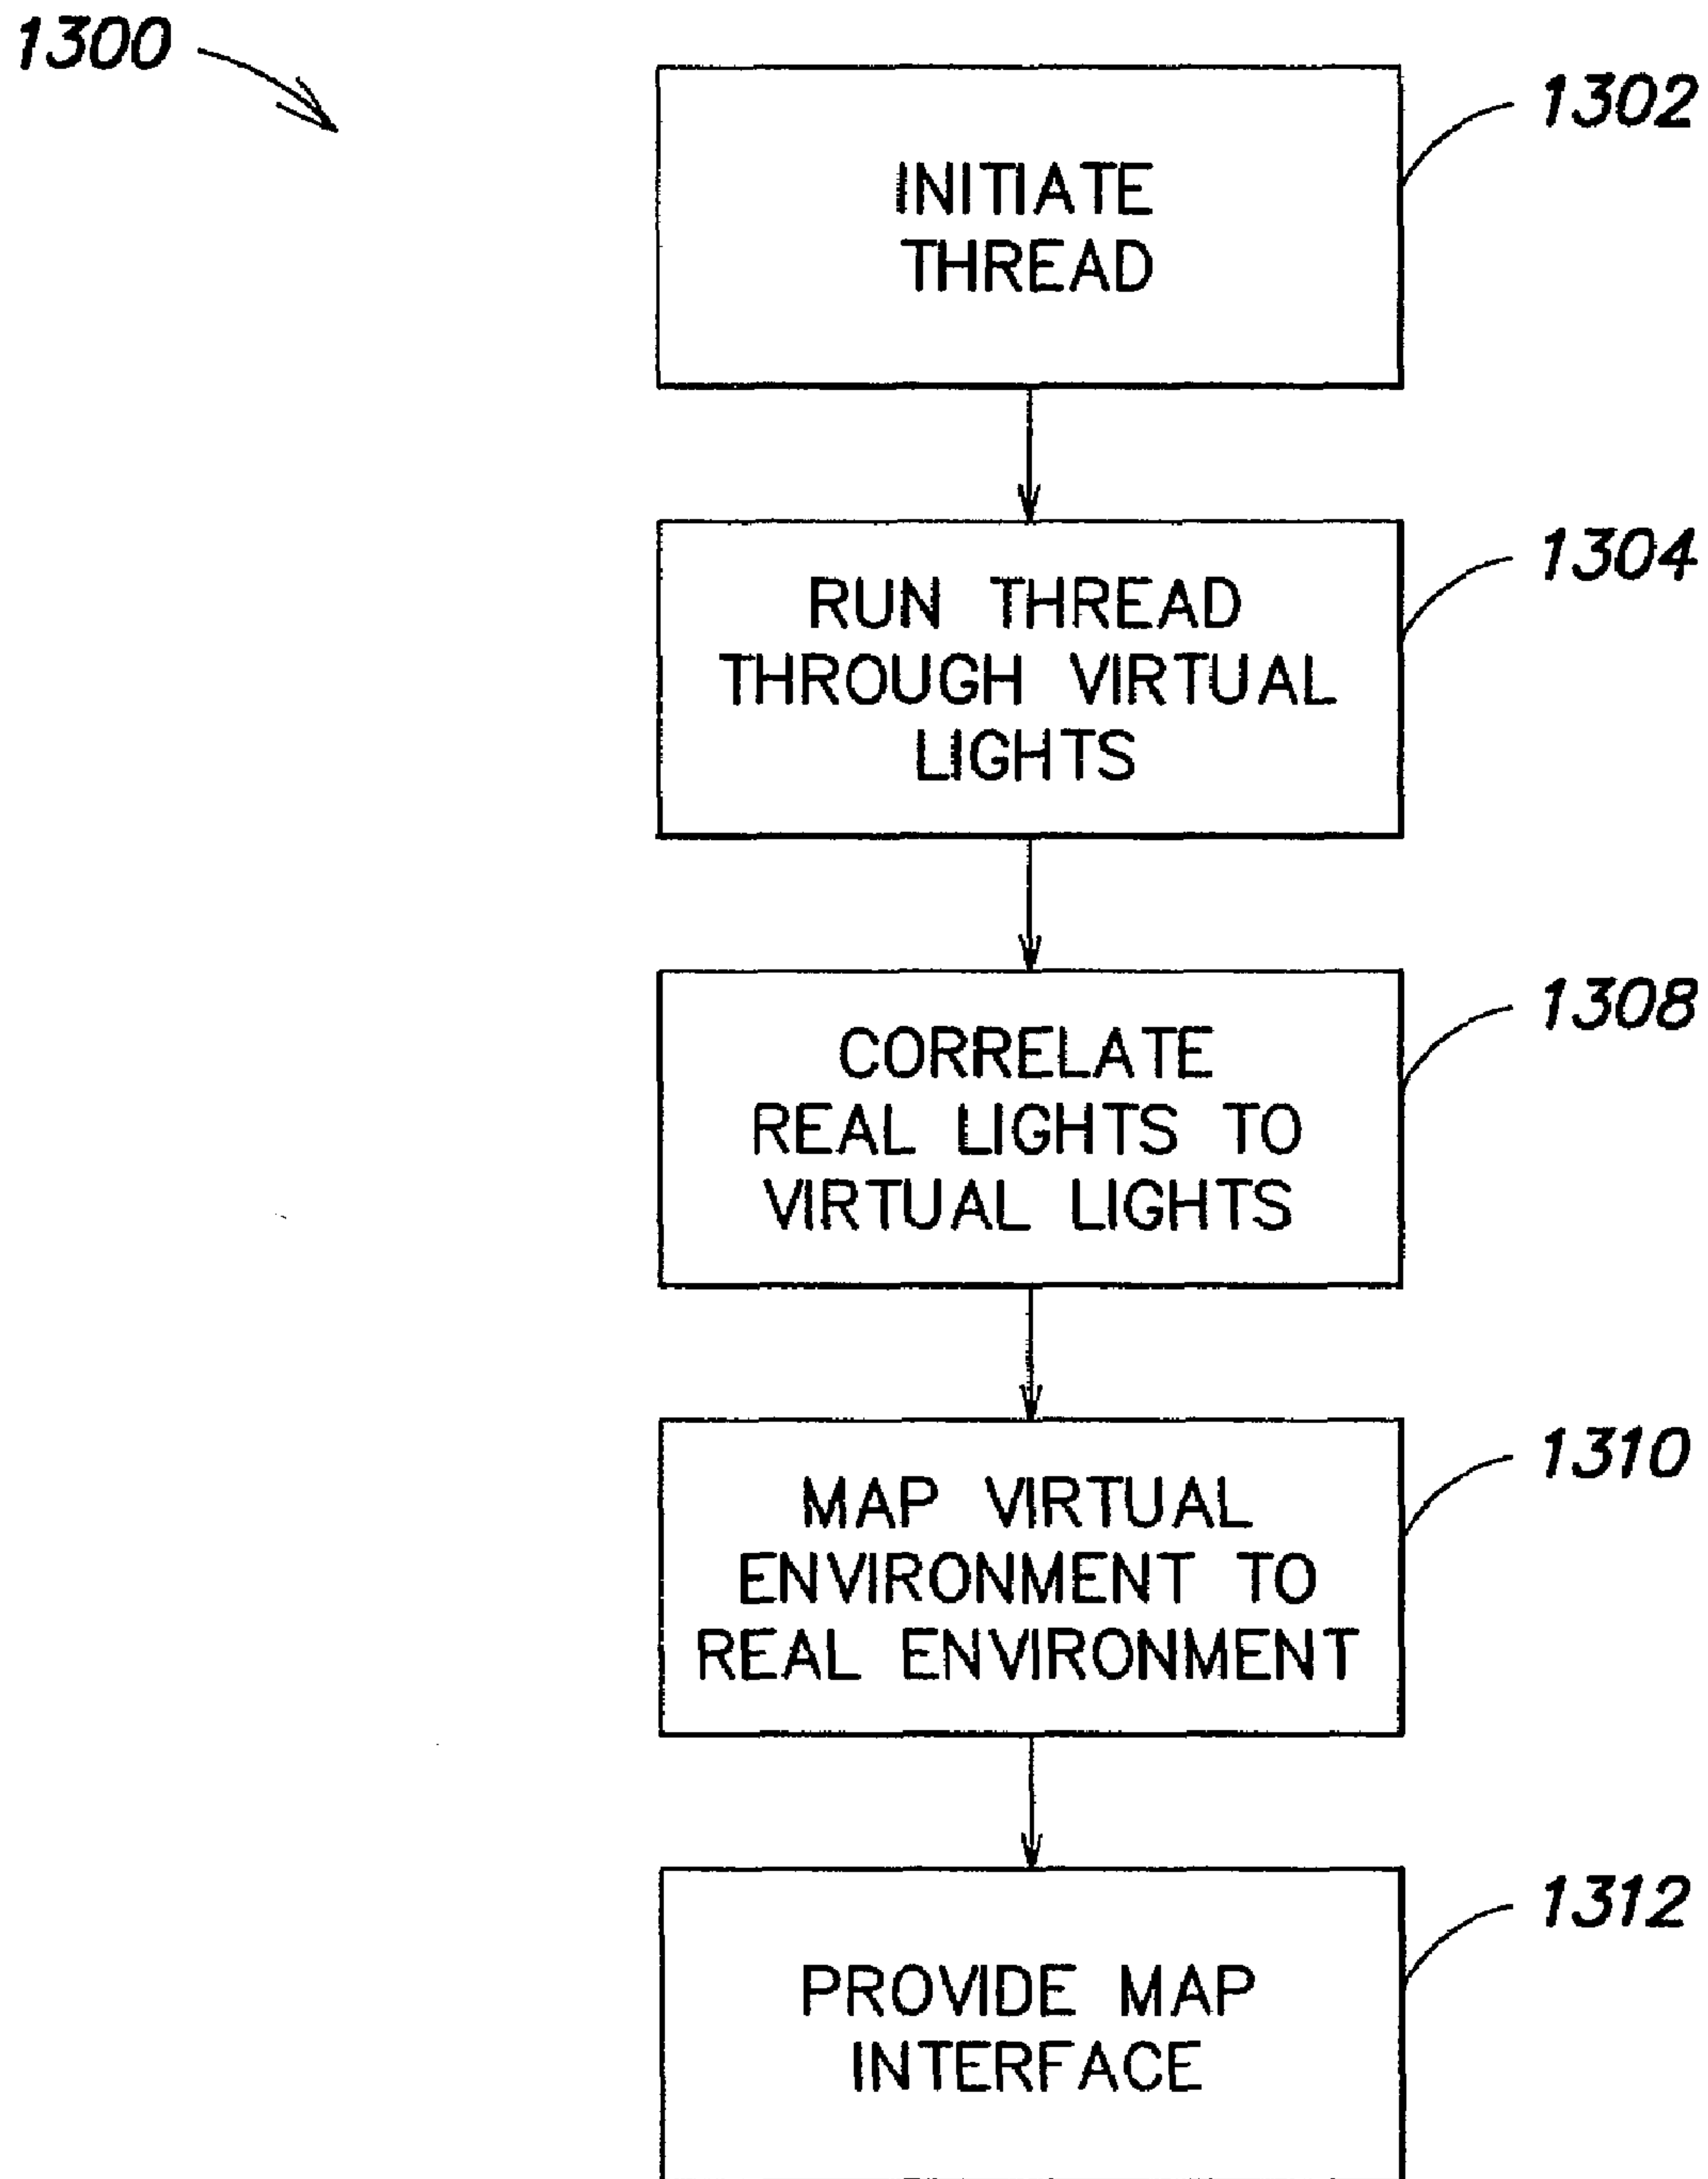 1300
1302
INITIATE
THREAD
1304
RUN THREAD
THROUGH VIRTUAL
LIGHTS
1308
CORRELATE
REAL LIGHTS TO
VIRTUAL LIGHTS
1310
MAP VIRTUAL
ENVIRONMENT TO
REAL ENVIRONMENT
1312
PROVIDE MAP
INTERFACE